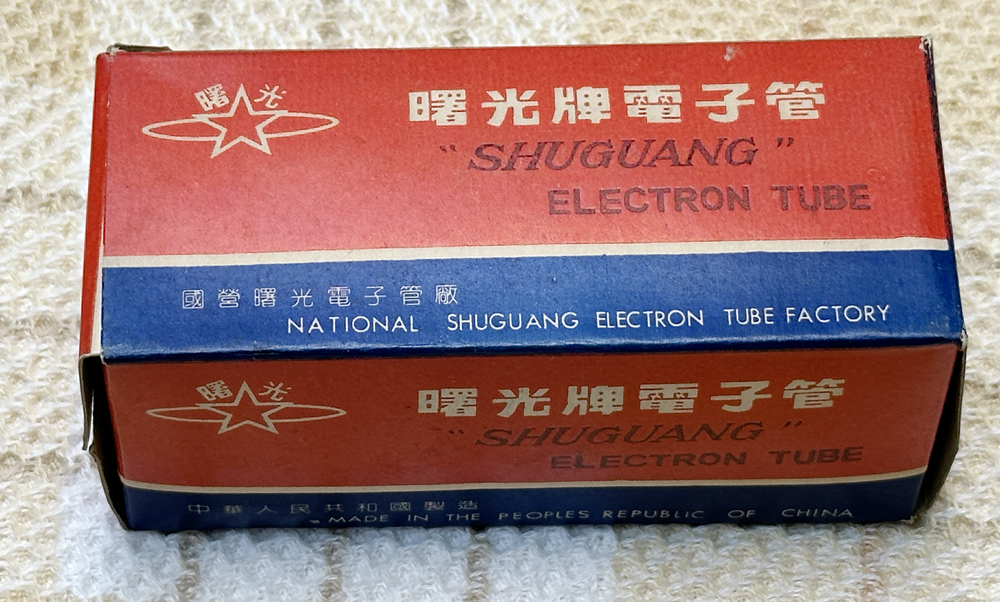 曙光
曙光牌電子管
"SHUGUANG"
ELECTRON TUBE
國営曙光電子管廠
NATIONAL SHUGUANG ELECTRON TUBE FACTORY
曙光
曙光牌電子管
"SHUGUANG"
ELECTRON TUBE
中華人民共和國製造
MADE IN THE PEOPLES REPUBLIC OF CHINA